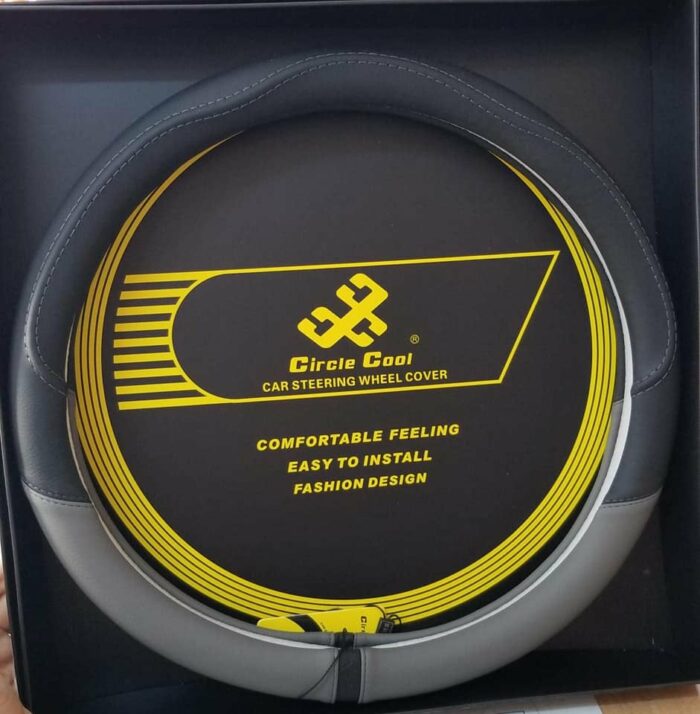 ®
Circle Cool
CAR STEERING WHEEL COVER
COMFORTABLE FEELING
EASY TO INSTALL
FASHION DESIGN